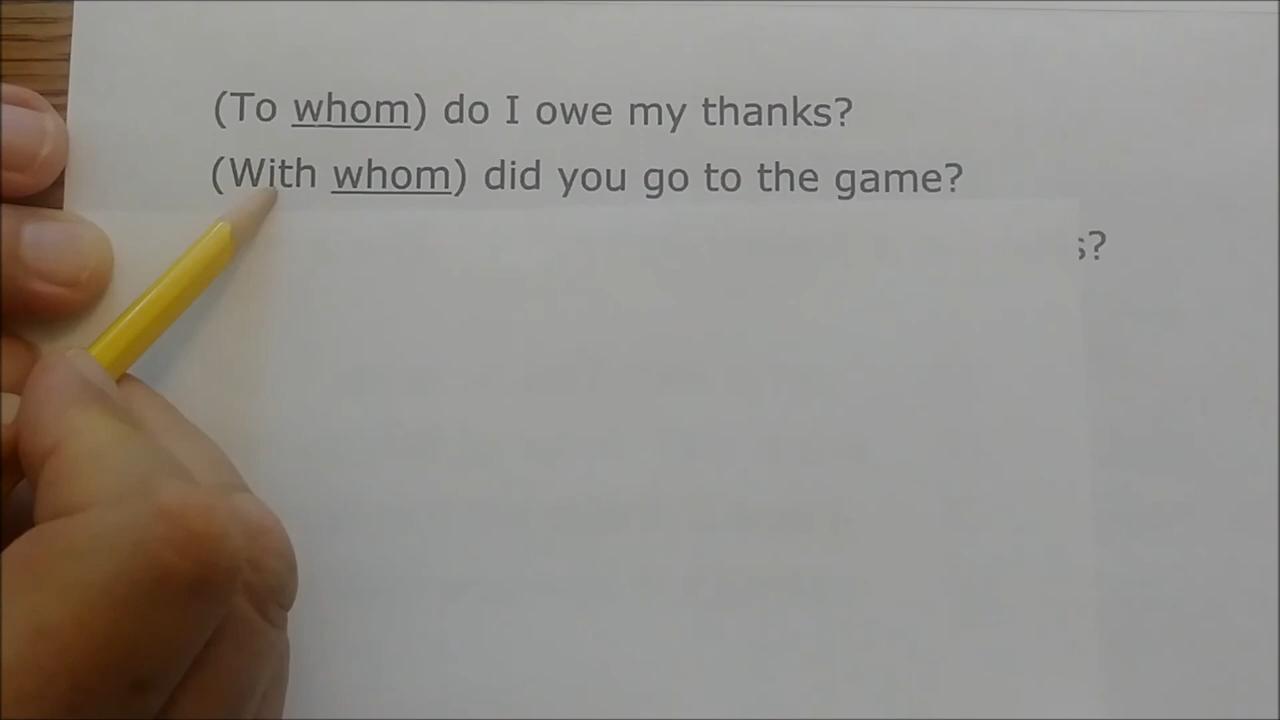 (To whom) do I owe my thanks?
(With whom) did you go to the game?
?